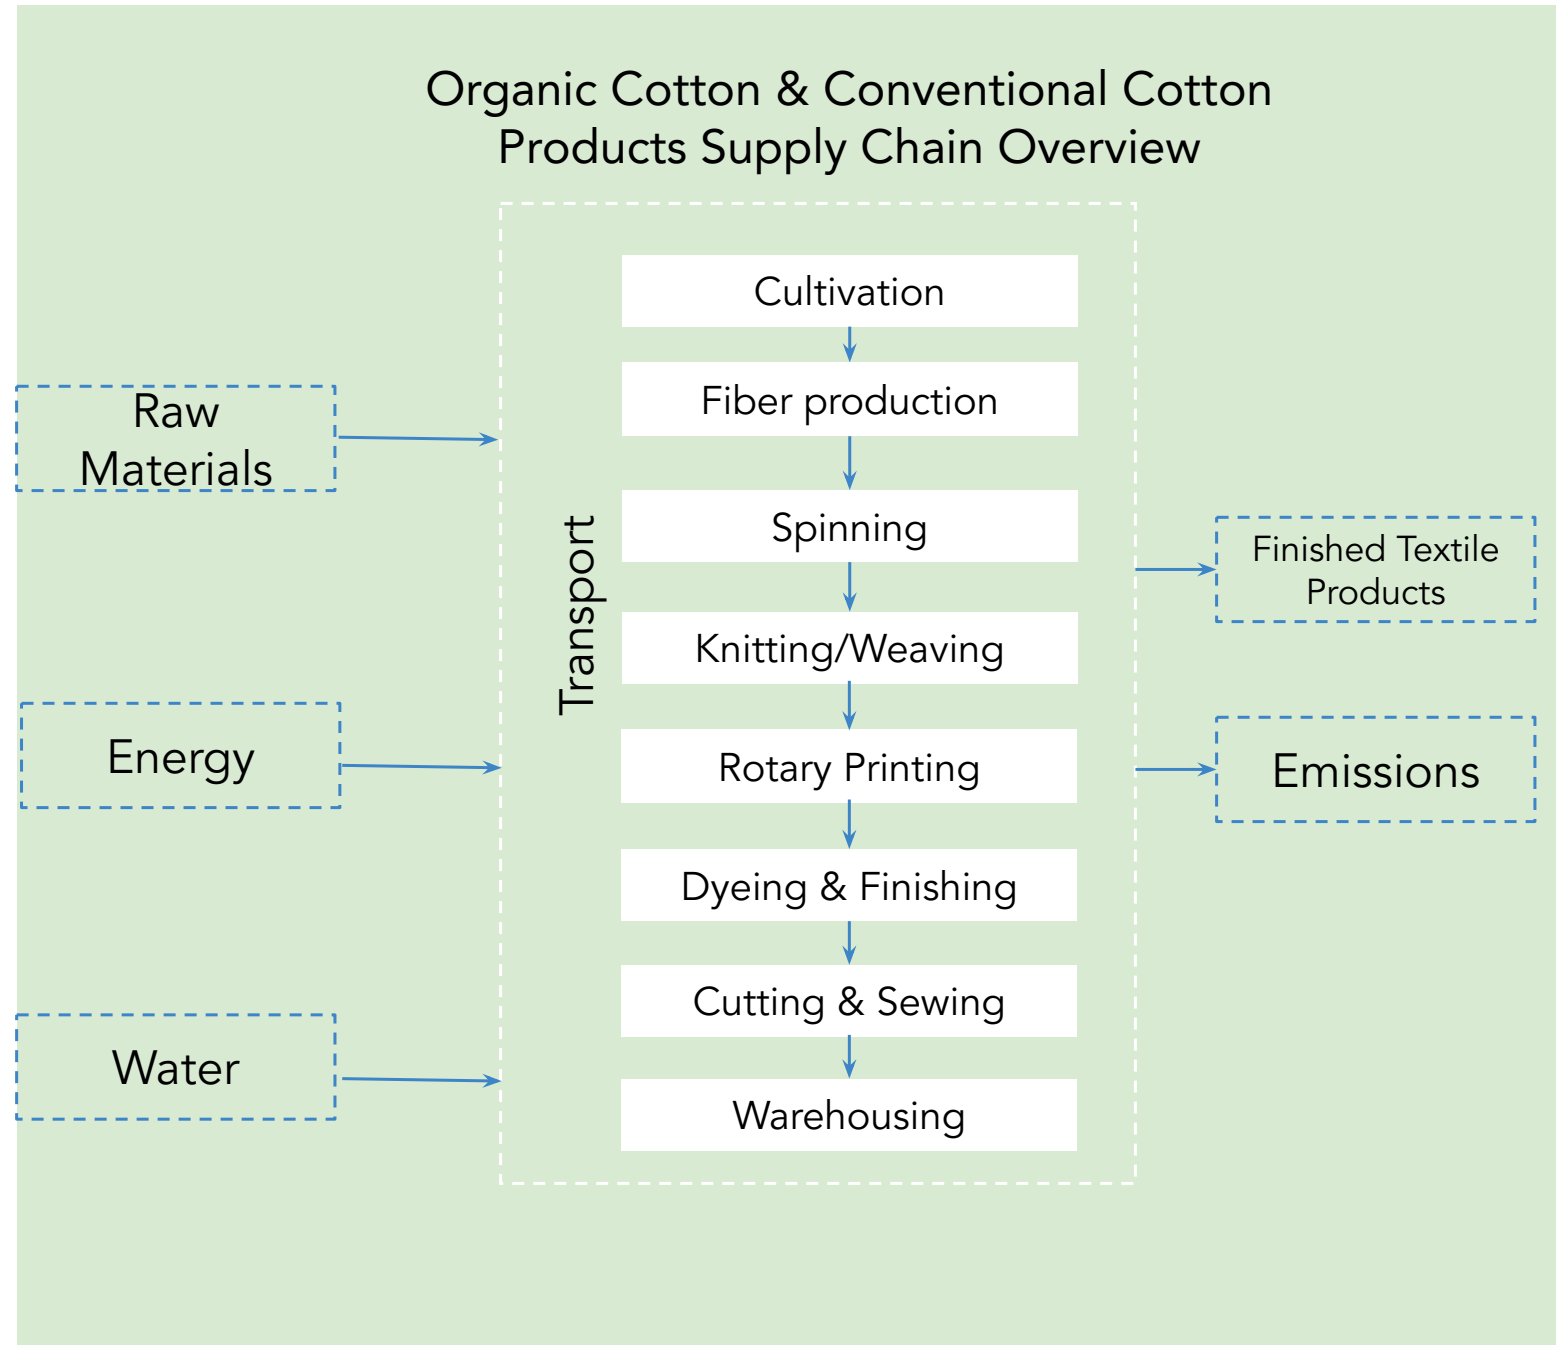 Organic Cotton & Conventional Cotton
Products Supply Chain Overview
Raw
Materials
Energy
Water
Transport
Cultivation
Fiber production
Spinning
Knitting/Weaving
Rotary Printing
Dyeing & Finishing
Cutting & Sewing
Warehousing
Finished Textile
Products
Emissions